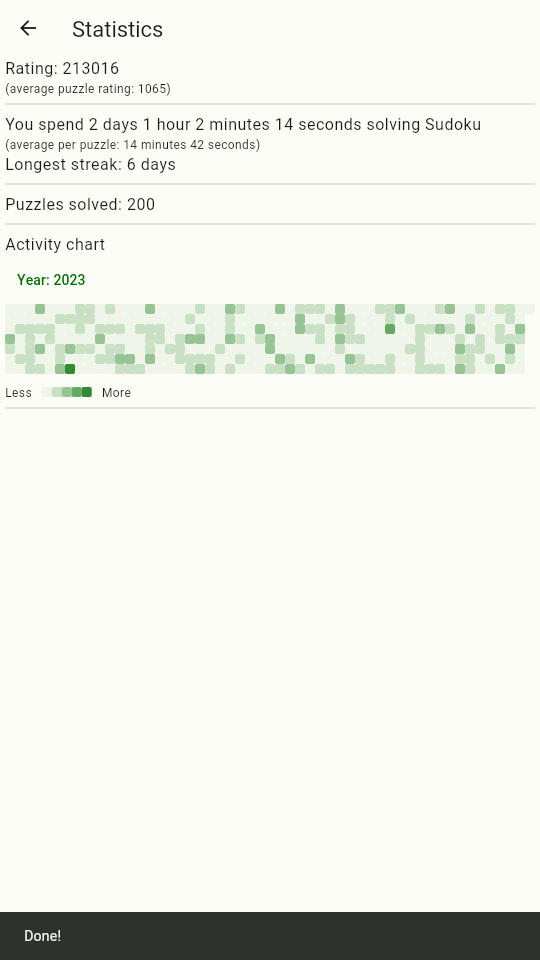 Statistics
Rating: 213016
(average puzzle rating: 1065)
You spend 2 days 1 hour 2 minutes 14 seconds solving Sudoku
(average per puzzle: 14 minutes 42 seconds)
Longest streak: 6 days
Puzzles solved: 200
Activity chart
Year: 2023
Less More
Done!